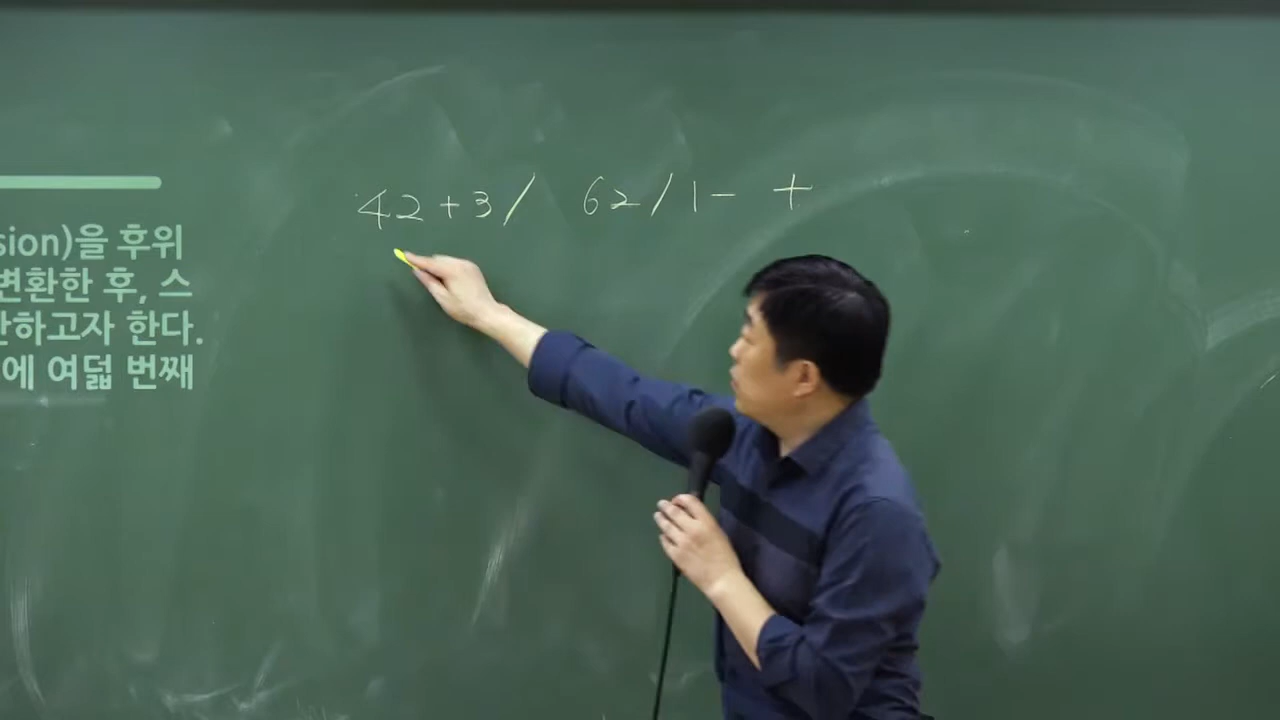 42+3/ 62/1- +
sion)을 후위
변환한 후, 스
하고자 한다.
에 여덟 번째